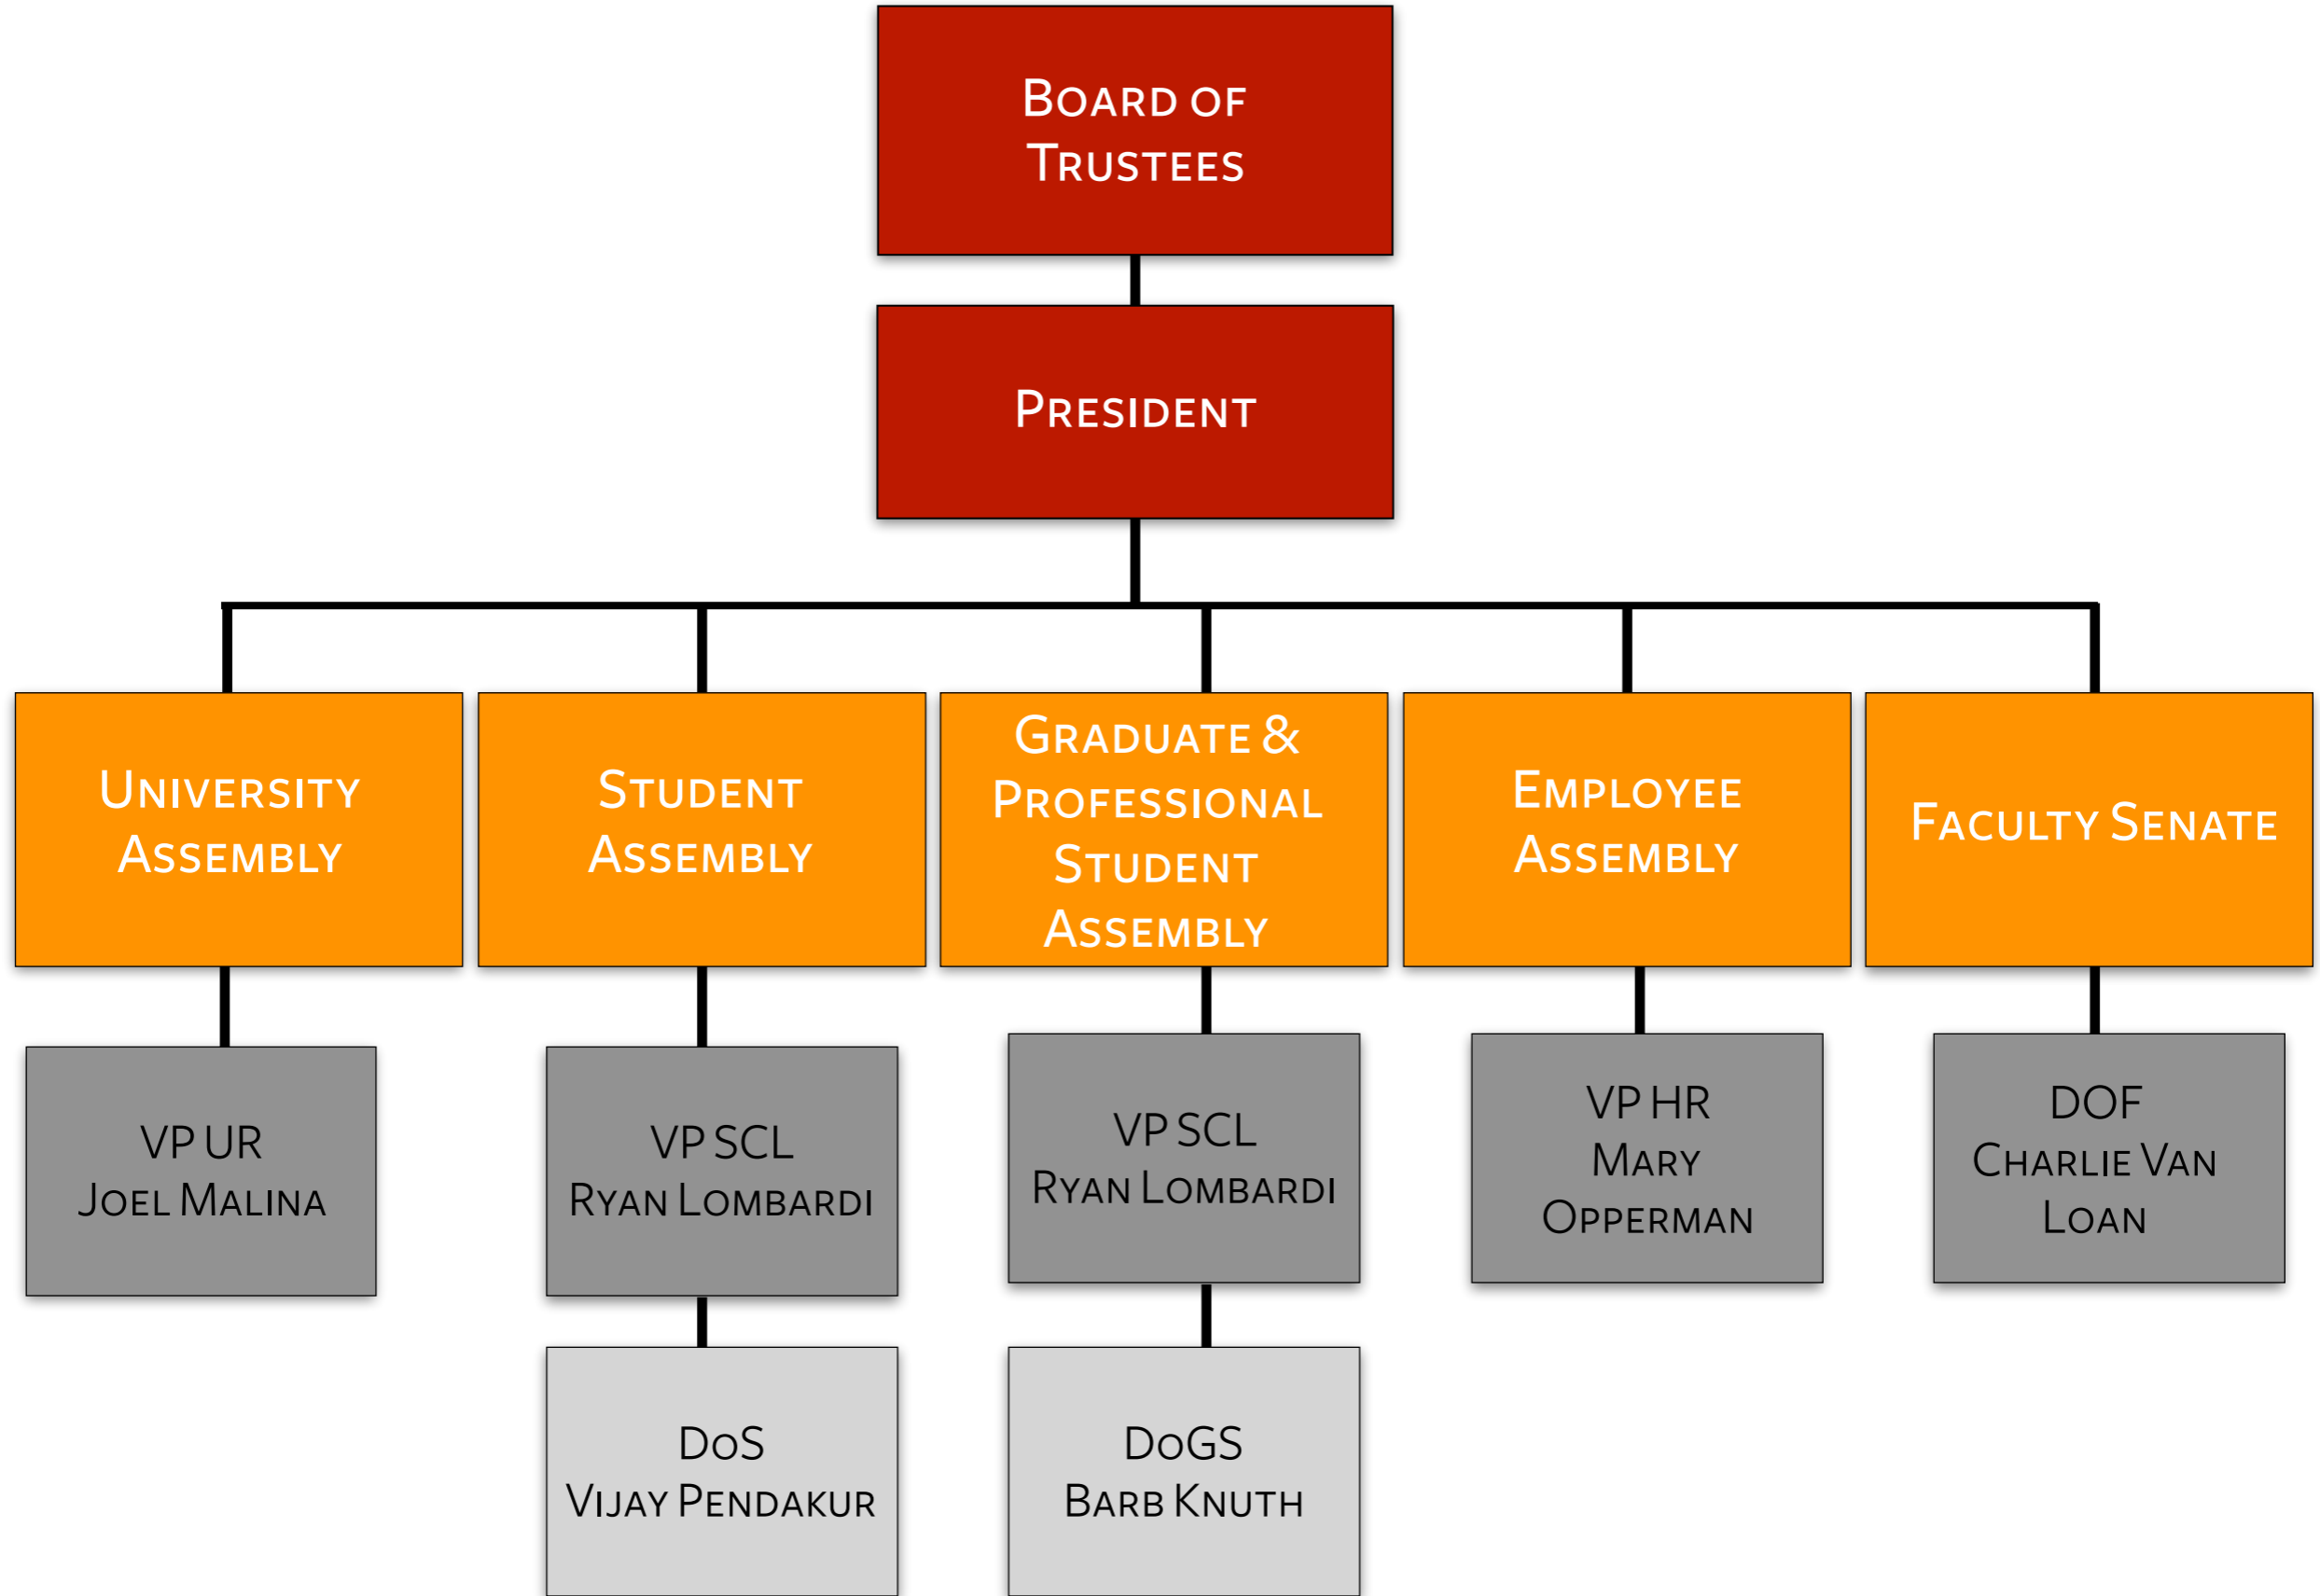 Board of
Trustees
President
University
Assembly
Student
Assembly
Graduate &
Professional
Student
Assembly
Employee
Assembly
Faculty Senate
VP UR
Joel Malina
VP SCL
Ryan Lombardi
VP SCL
Ryan Lombardi
VP HR
Mary
Opperman
DOF
Charlie Van
Loan
DoS
Vijay Pendakur
DoGS
Barb Knuth